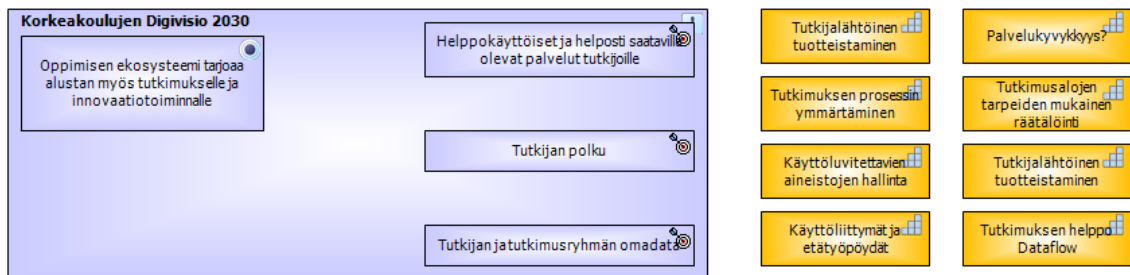 Korkeakoulujen Digivisio 2030
Oppimisen ekosysteemi tarjoaa
alustan myös tutkimukselle ja
innovaatiotoiminnalle
Helppokäyttöiset ja helposti saataville
olevat palvelut tutkijoille
Tutkijan polku
Tutkijan ja tutkimusryhmän omadata
Tutkijalähtöinen
tuotteistaminen
Palvelukyvykkyys?
Tutkimuksen prosessin
ymmärtäminen
Tutkimusalojen
tarpeiden mukainen
räätälöinti
Käyttöluvitettavien
aineistojen hallinta
Tutkijalähtöinen
tuotteistaminen
Käyttöliittymät ja
etätyöpöydät
Tutkimuksen helppo
Dataflow